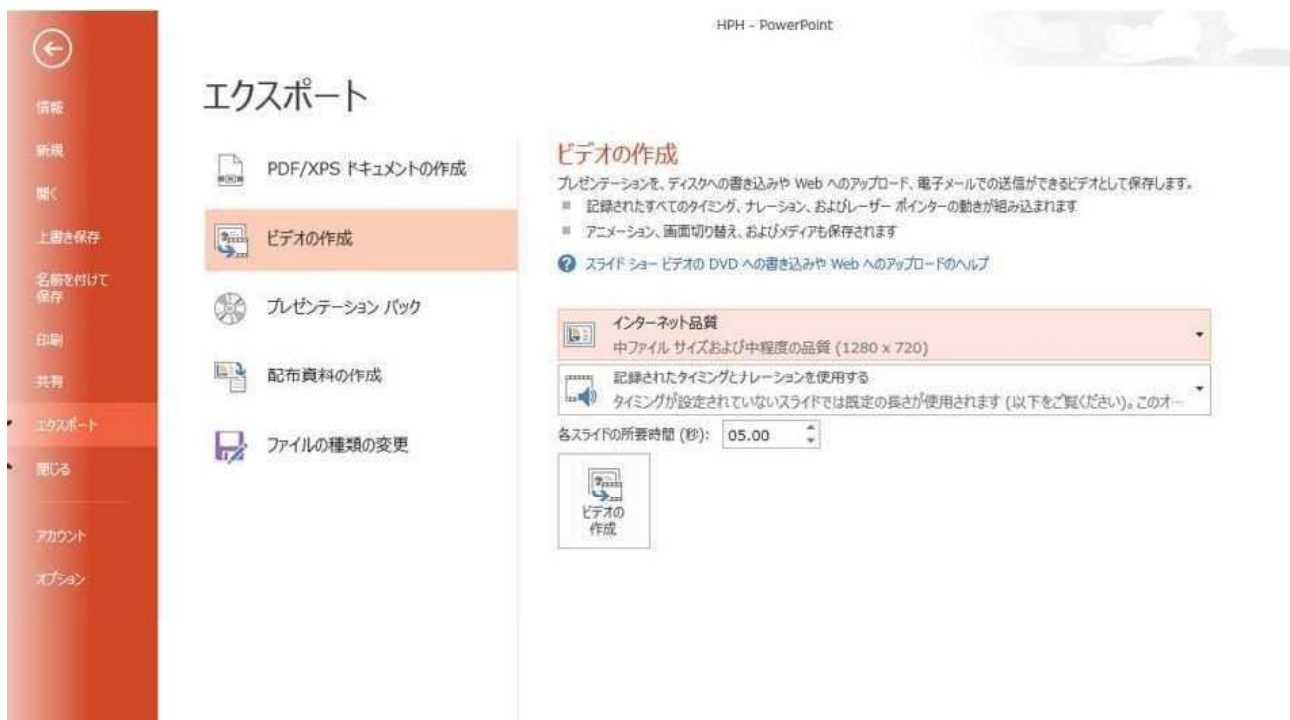 HPH - PowerPoint
情報
新規
開く
上書き保存
名前を付けて
保存
印刷
共有
エクスポート
閉じる
アカウント
オプション
エクスポート
PDF/XPS ドキュメントの作成
ビデオの作成
プレゼンテーション パック
配布資料の作成
ファイルの種類の変更
ビデオの作成
プレゼンテーションを、ディスクへの書き込みや Web へのアップロード、電子メールでの送信ができるビデオとして保存します。
記録されたすべてのタイミング、ナレーション、およびレーザー ポインターの動きが組み込まれます
アニメーション、画面切り替え、およびメディアも保存されます
スライド ショー ビデオの DVD への書き込みや Web へのアップロードのヘルプ
インターネット品質
中ファイル サイズおよび中程度の品質 (1280 x 720)
記録されたタイミングとナレーションを使用する
タイミングが設定されていないスライドでは既定の長さが使用されます (以下をご覧ください)。このオ…
各スライドの所要時間 (秒): 05.00
ビデオの
作成